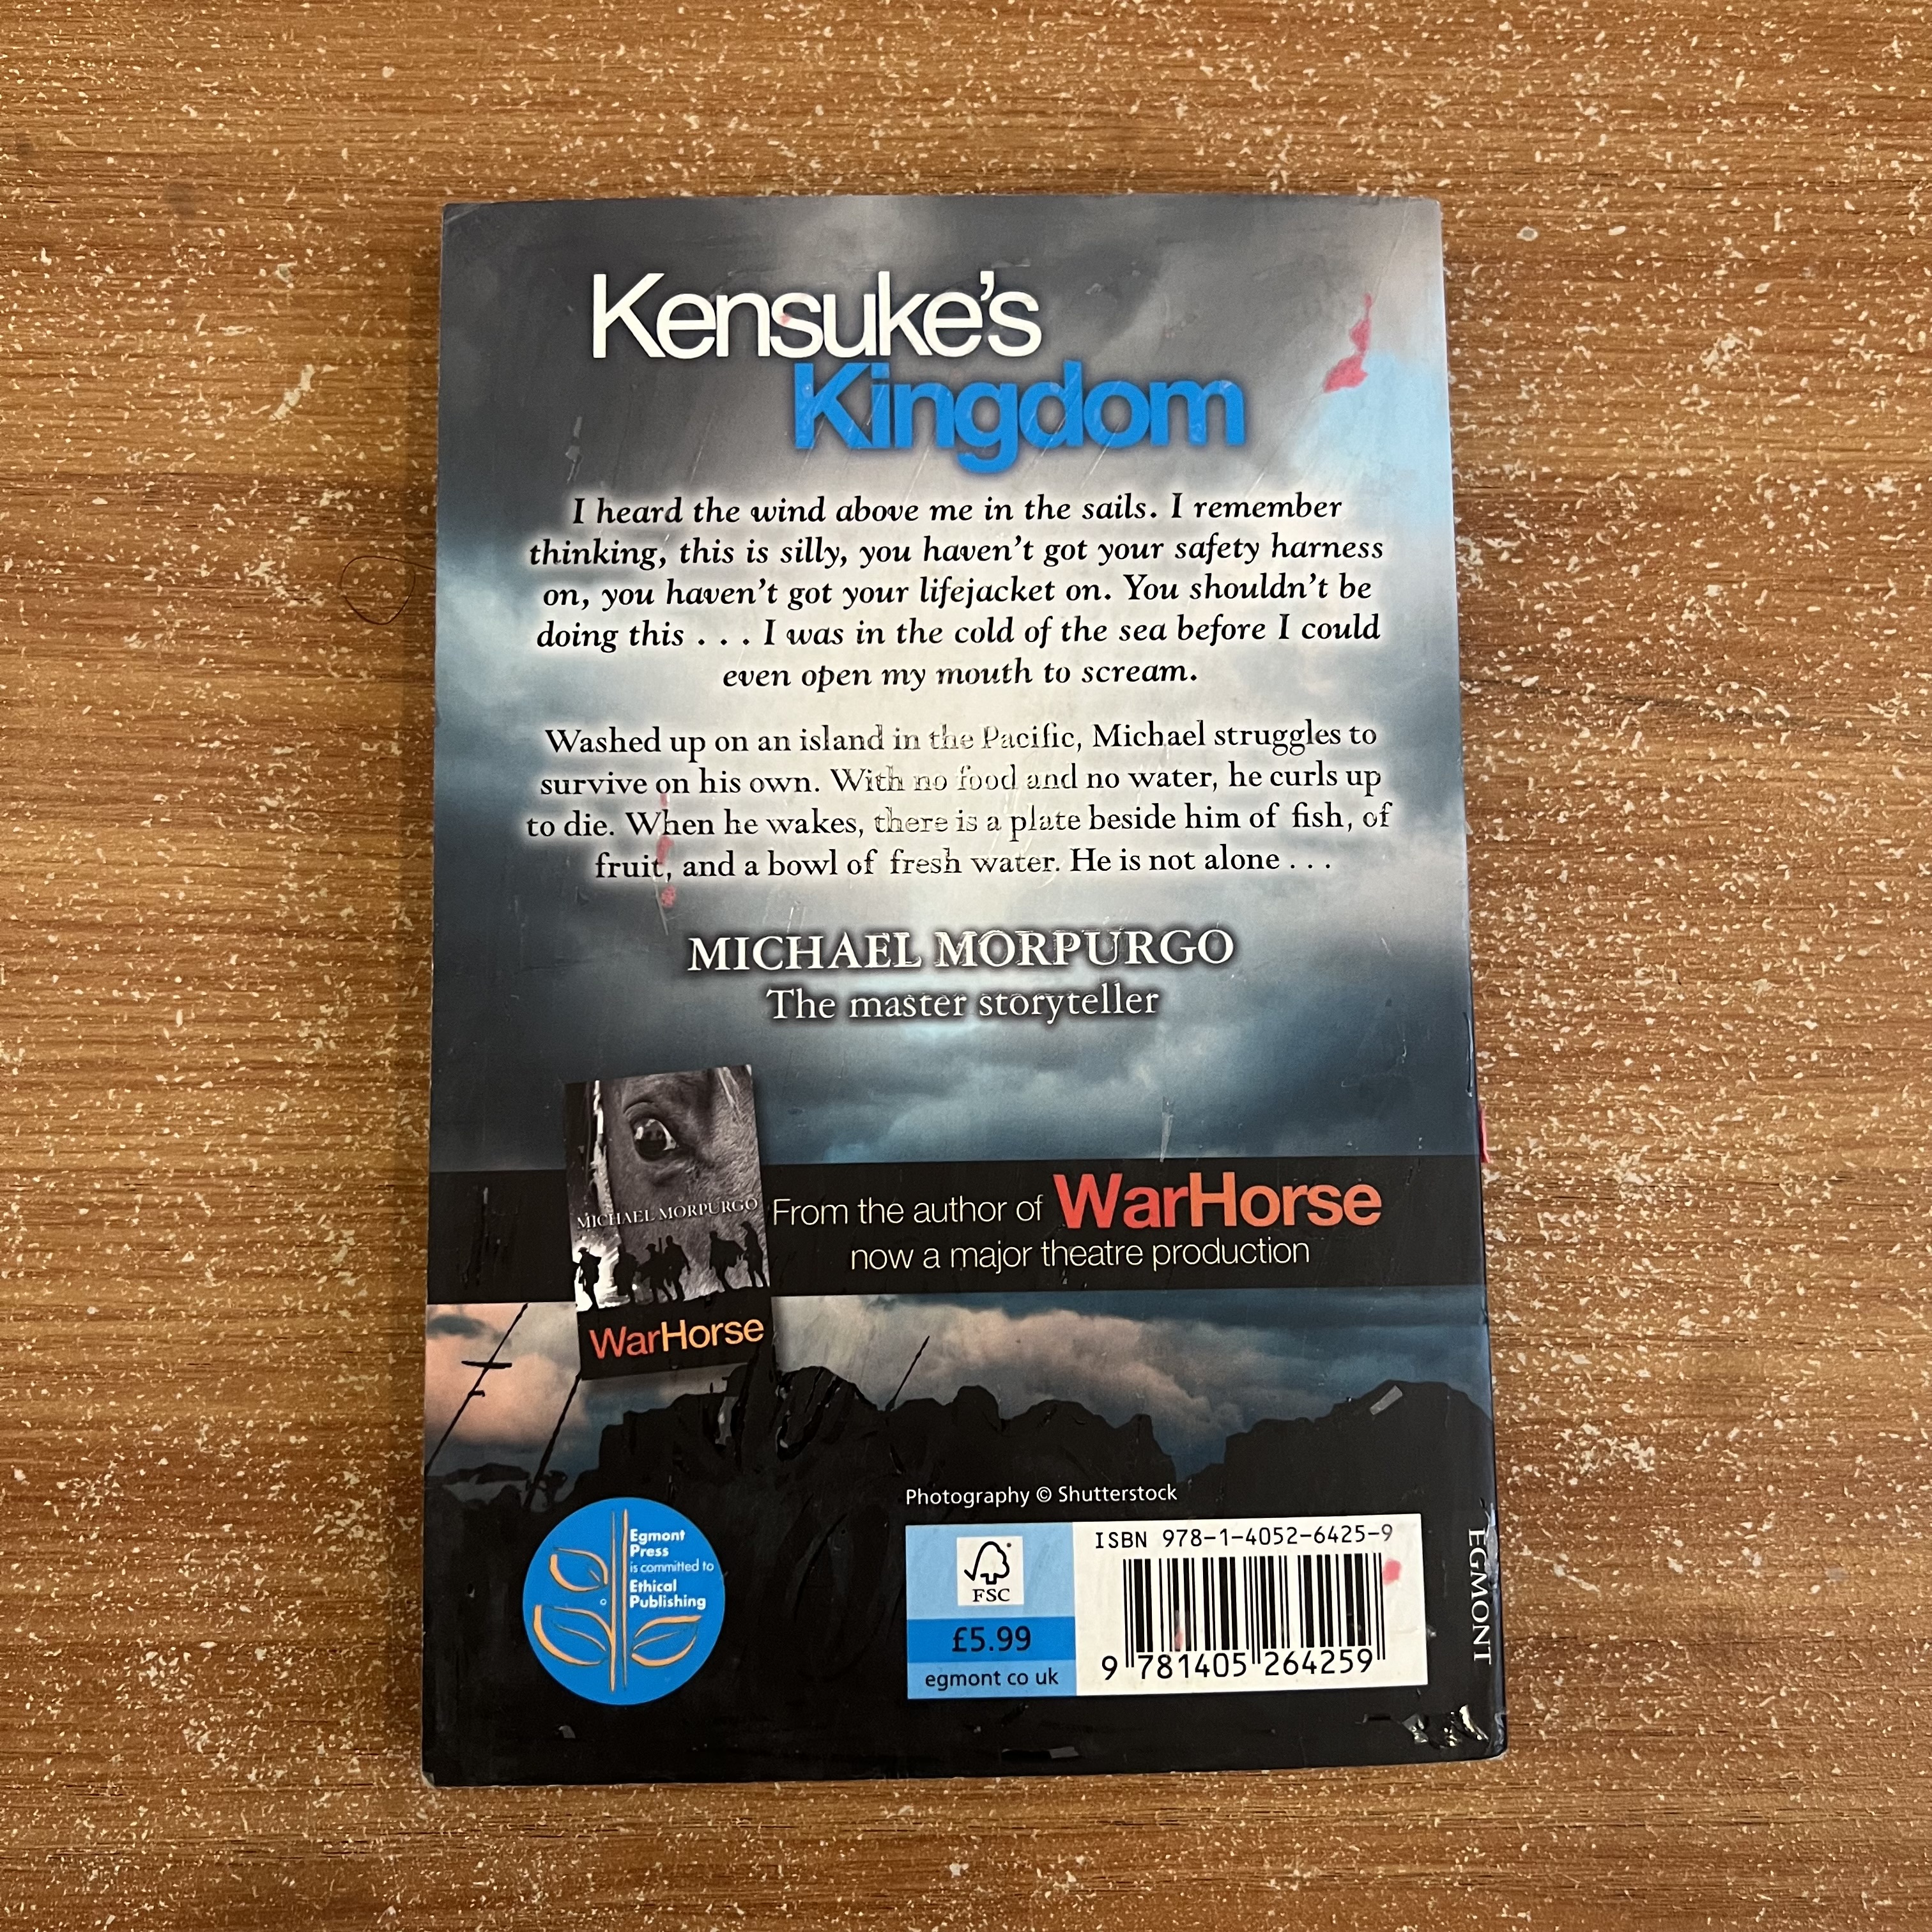 Kensuke's
Kingdom
I heard the wind above me in the sails. I remember
thinking, this is silly, you haven't got your safety harness
on, you haven't got your lifejacket on. You shouldn't be
doing this . . . I was in the cold of the sea before I could
even open my mouth to scream.
Washed up on an island in the Pacific, Michael struggles to
survive on his own. With no food and no water, he curls up
to die. When he wakes, there is a plate beside him of fish, of
fruit, and a bowl of fresh water. He is not alone . . .
MICHAEL MORPURGO
The master storyteller
MICHAEL MORPURGO
WarHorse
From the author of WarHorse
now a major theatre production
Photography © Shutterstock
Egmont
Press
is committed to
Ethical
Publishing
FSC
£5.99
egmont co uk
ISBN 978-1-4052-6425-9
9 781405 264259
EGMONT